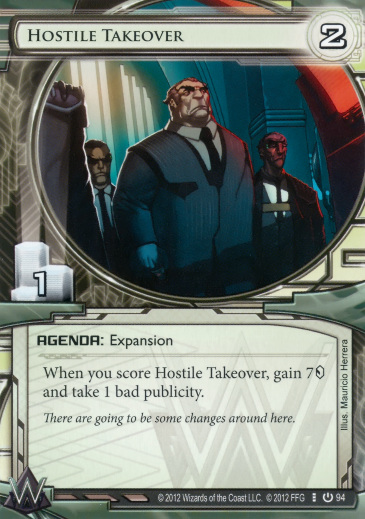 Hostile Takeover
2
1
AGENDA: Expansion
When you score Hostile Takeover, gain 7
and take 1 bad publicity.
There are going to be some changes around here.
Illus. Mauricio Herrera
© 2012 Wizards of the Coast LLC. © 2012 FFG 94